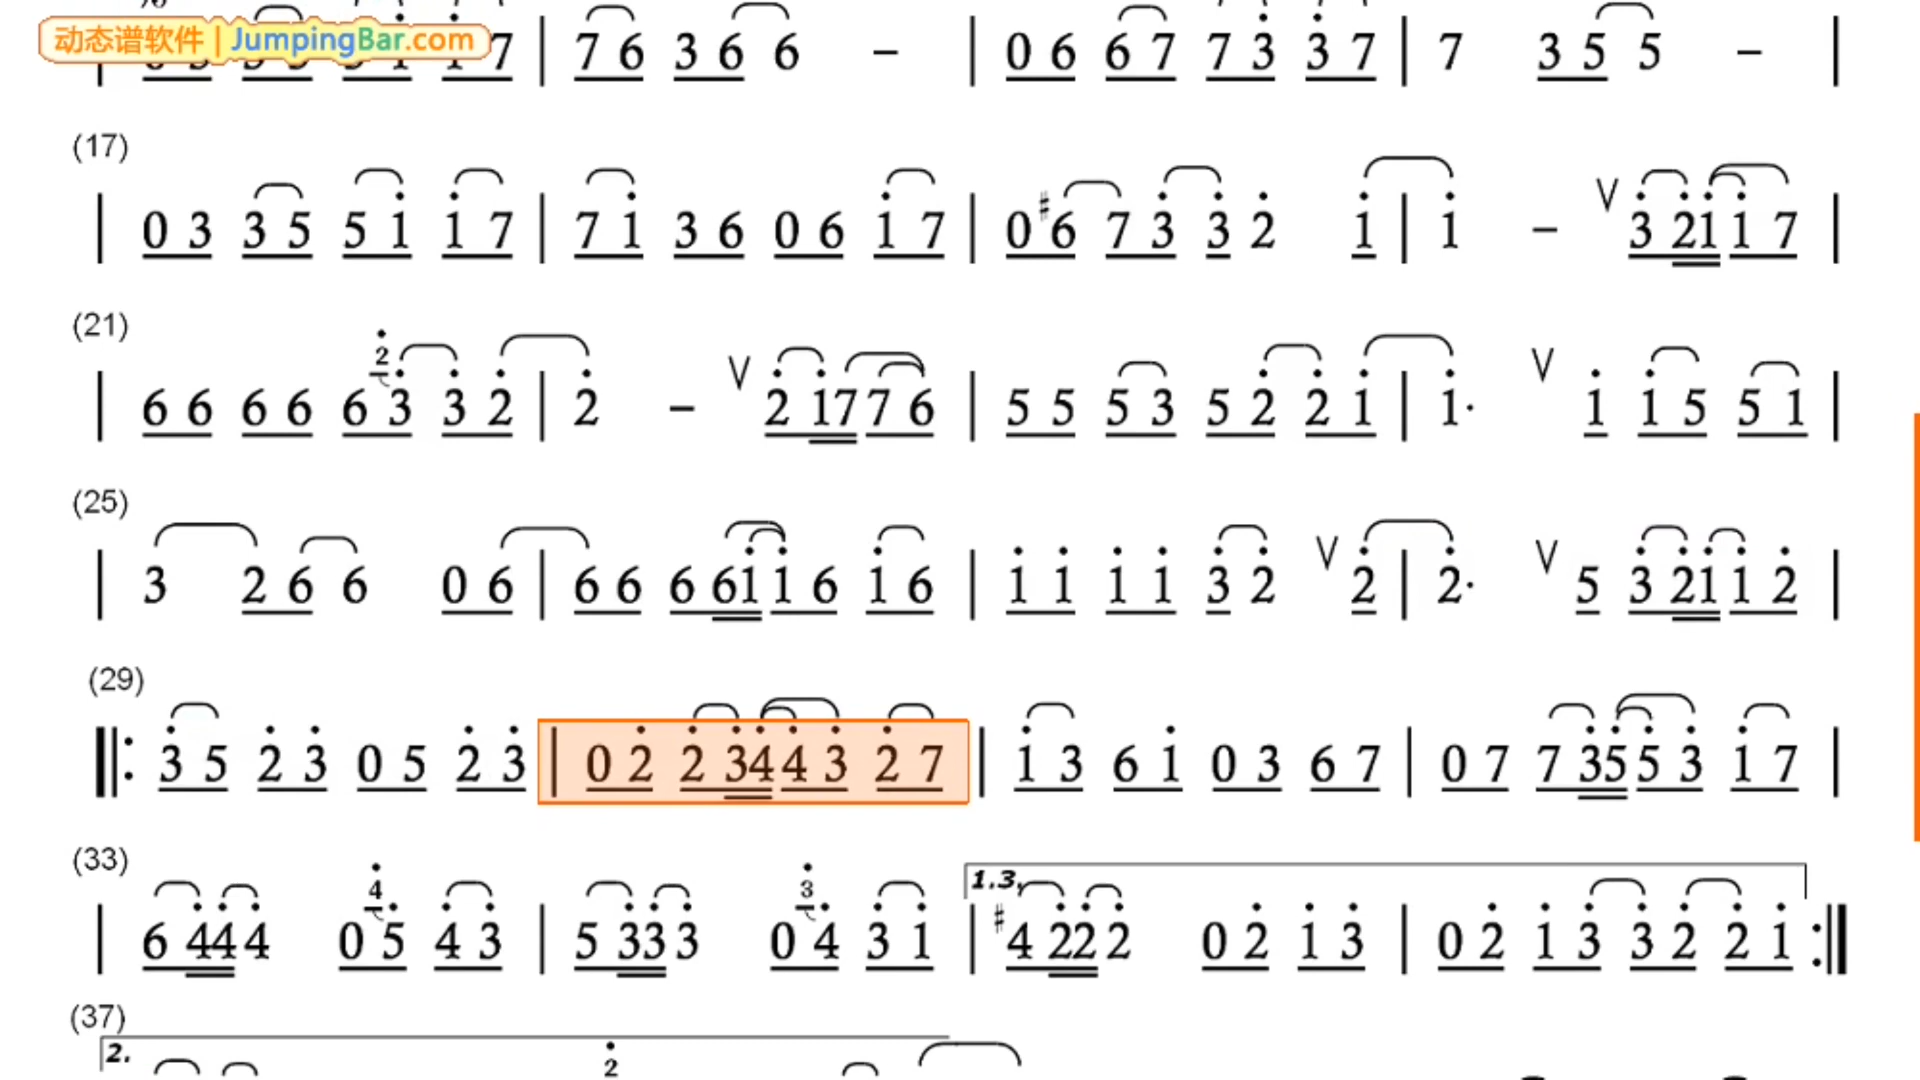 动态谱软件 | JumpingBar.com
7 | 7 6 3 6 6 – | 0 6 6 7 7 3̇ 3̇ 7 | 7 3 5 5 – |
(17)
| 0 3 3 5 5 1̇ 1̇ 7 | 7 1̇ 3 6 0 6 1̇ 7 | 0 #6 7 3̇ 3̇ 2̇ 1̇ | 1̇ – V 3̇ 2̇1̇ 1̇ 7 |
(21)
2̇
| 6 6 6 6 6 3̇ 3̇ 2̇ | 2̇ – V 2̇ 1̇7 7 6 | 5 5 5 3 5 2̇ 2̇ 1̇ | 1̇· V 1̇ 1̇ 5 5 1 |
(25)
| 3 2 6 6 0 6 | 6 6 6 61̇ 1̇ 6 1̇ 6 | 1̇ 1̇ 1̇ 1̇ 3̇ 2̇ V 2̇ | 2̇· V 5 3̇ 2̇1̇ 1̇ 2̇ |
(29)
‖: 3̇ 5 2̇ 3̇ 0 5 2̇ 3̇ | 0 2̇ 2̇ 3̇4̇ 4̇ 3̇ 2̇ 7 | 1̇ 3 6 1̇ 0 3 6 7 | 0 7 7 3̇5̇ 5̇ 3̇ 1̇ 7 |
(33)
4̇ 3̇ 1.3.
| 6 4̇4̇ 4̇ 0 5̇ 4̇ 3̇ | 5 3̇3̇ 3̇ 0 4̇ 3̇ 1̇ | #4 2̇2̇ 2̇ 0 2̇ 1̇ 3̇ | 0 2̇ 1̇ 3̇ 3̇ 2̇ 2̇ 1̇ :‖
(37)
2. 2̇